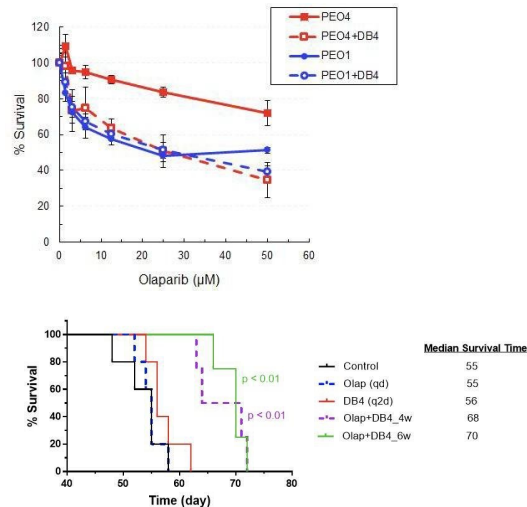 PEO4
PEO4+DB4
PEO1
PEO1+DB4
120
100
80
60
40
20
0
% Survival
0 10 20 30 40 50 60
Olaparib (µM)
100
80
60
40
20
0
% Survival
p < 0.01
p < 0.01
40 50 60 70 80
Time (day)
Median Survival Time
Control 55
Olap (qd) 55
DB4 (q2d) 56
Olap+DB4_4w 68
Olap+DB4_6w 70